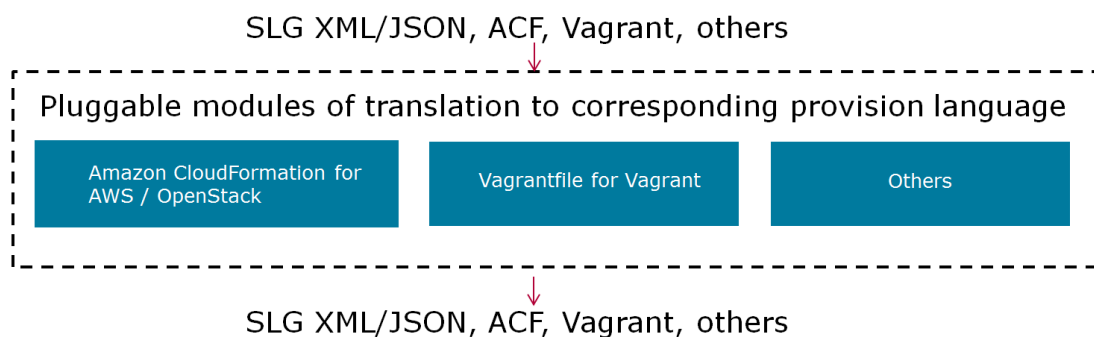 SLG XML/JSON, ACF, Vagrant, others
Pluggable modules of translation to corresponding provision language
Amazon CloudFormation for
AWS / OpenStack
Vagrantfile for Vagrant
Others
SLG XML/JSON, ACF, Vagrant, others